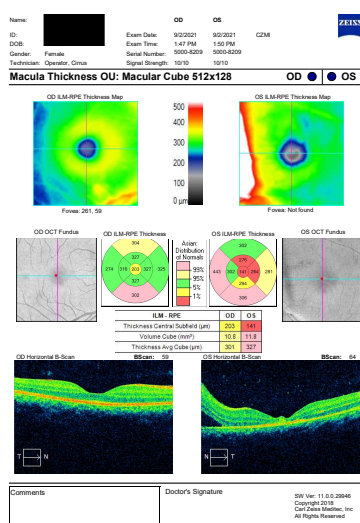 Name:
OD
OS
ZEISS
ID:
Exam Date:
9/2/2021
9/2/2021
CZMI
DOB:
Exam Time:
1:47 PM
1:50 PM
Gender:
Female
Serial Number:
5000-8209
5000-8209
Technician:
Operator, Cirrus
Signal Strength:
10/10
10/10
Macula Thickness OU: Macular Cube 512x128
OD
OS
OD ILM-RPE Thickness Map
OS ILM-RPE Thickness Map
500
400
300
200
100
0 µm
Fovea: 261, 59
Fovea: Not found
OD OCT Fundus
OD ILM-RPE Thickness
Asian:
Distribution
of Normals
99%
95%
5%
1%
OS ILM-RPE Thickness
OS OCT Fundus
304
327
274 318 203 327 325
327
302
302
276
443 302 141 264 281
284
306
ILM - RPE OD OS
Thickness Central Subfield (µm) 203 141
Volume Cube (mm³) 10.8 11.8
Thickness Avg Cube (µm) 301 327
OD Horizontal B-Scan
BScan: 59
OS Horizontal B-Scan
BScan: 64
T N
N T
Comments
Doctor's Signature
SW Ver: 11.0.0.29946
Copyright 2018
Carl Zeiss Meditec, Inc
All Rights Reserved